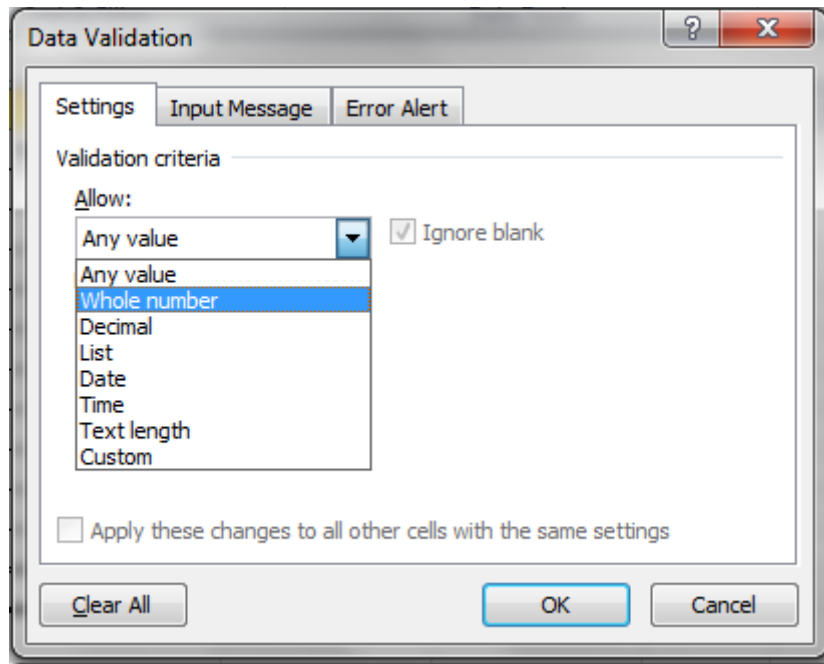 Data Validation
?
X
Settings Input Message Error Alert
Validation criteria
Allow:
Any value Ignore blank
Any value
Whole number
Decimal
List
Date
Time
Text length
Custom
Apply these changes to all other cells with the same settings
Clear All OK Cancel